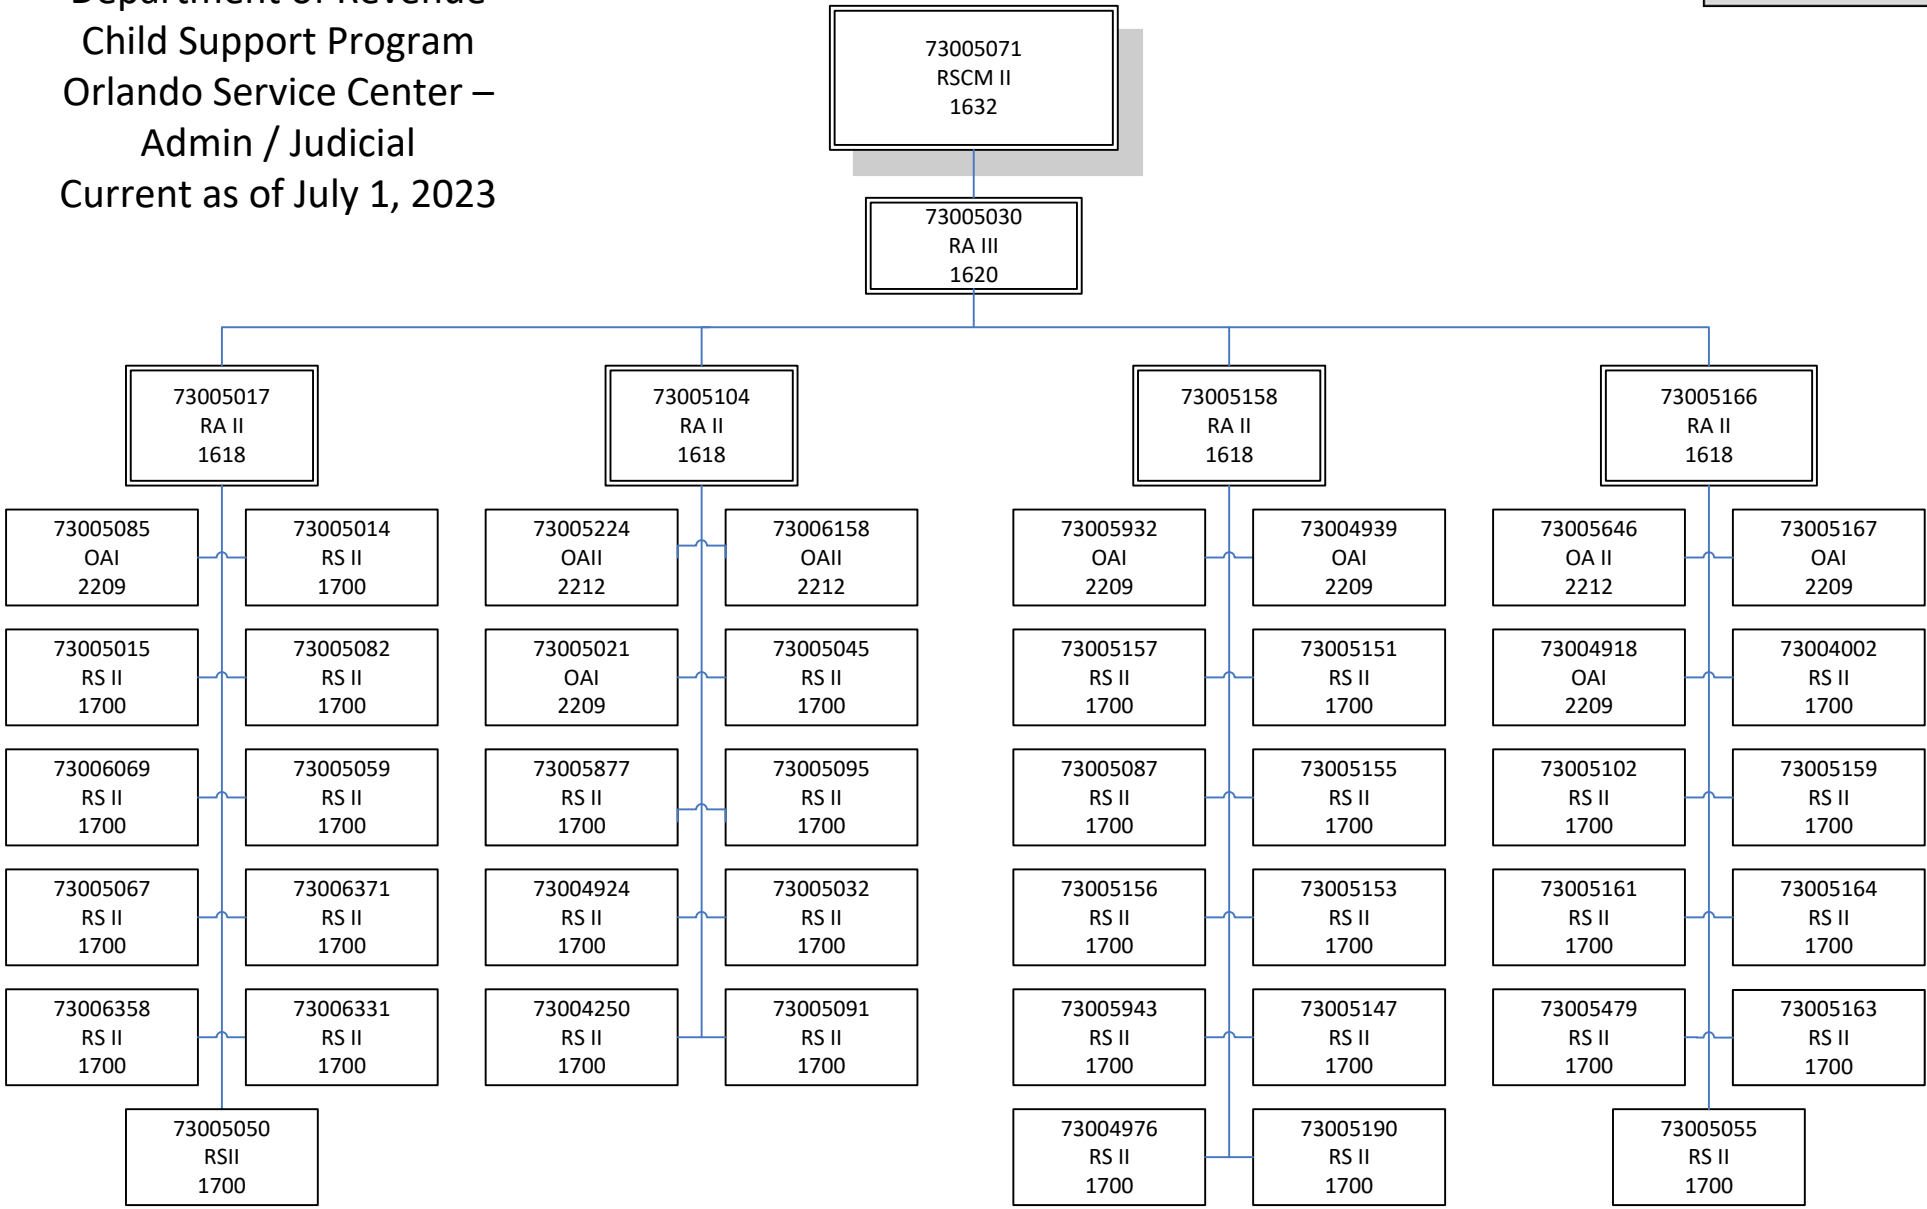 Department of Revenue
Child Support Program
Orlando Service Center –
Admin / Judicial
Current as of July 1, 2023
73005071
RSCM II
1632
73005030
RA III
1620
73005017
RA II
1618
73005104
RA II
1618
73005158
RA II
1618
73005166
RA II
1618
73005085
OAI
2209
73005014
RS II
1700
73005224
OAII
2212
73006158
OAII
2212
73005932
OAI
2209
73004939
OAI
2209
73005646
OA II
2212
73005167
OAI
2209
73005015
RS II
1700
73005082
RS II
1700
73005021
OAI
2209
73005045
RS II
1700
73005157
RS II
1700
73005151
RS II
1700
73004918
OAI
2209
73004002
RS II
1700
73006069
RS II
1700
73005059
RS II
1700
73005877
RS II
1700
73005095
RS II
1700
73005087
RS II
1700
73005155
RS II
1700
73005102
RS II
1700
73005159
RS II
1700
73005067
RS II
1700
73006371
RS II
1700
73004924
RS II
1700
73005032
RS II
1700
73005156
RS II
1700
73005153
RS II
1700
73005161
RS II
1700
73005164
RS II
1700
73006358
RS II
1700
73006331
RS II
1700
73004250
RS II
1700
73005091
RS II
1700
73005943
RS II
1700
73005147
RS II
1700
73005479
RS II
1700
73005163
RS II
1700
73005050
RSII
1700
73004976
RS II
1700
73005190
RS II
1700
73005055
RS II
1700